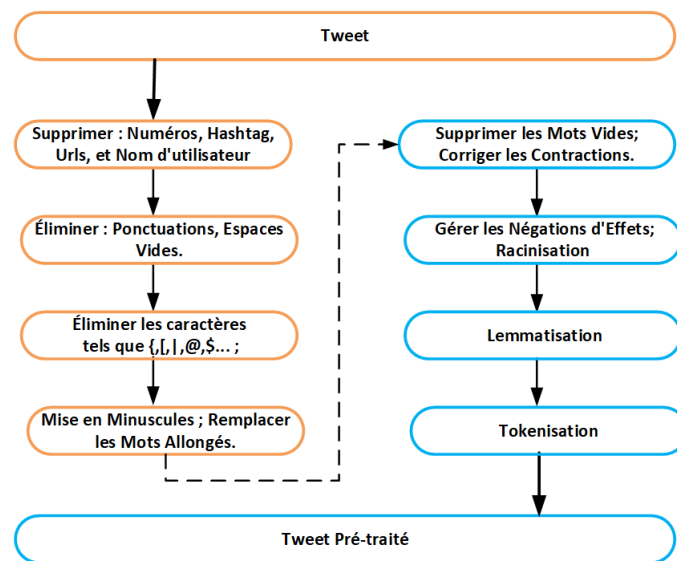 Tweet
Supprimer : Numéros, Hashtag,
Urls, et Nom d'utilisateur
Éliminer : Ponctuations, Espaces
Vides.
Éliminer les caractères
tels que {,[,|,@,$... ;
Mise en Minuscules ; Remplacer
les Mots Allongés.
Supprimer les Mots Vides;
Corriger les Contractions.
Gérer les Négations d'Effets;
Racinisation
Lemmatisation
Tokenisation
Tweet Pré-traité